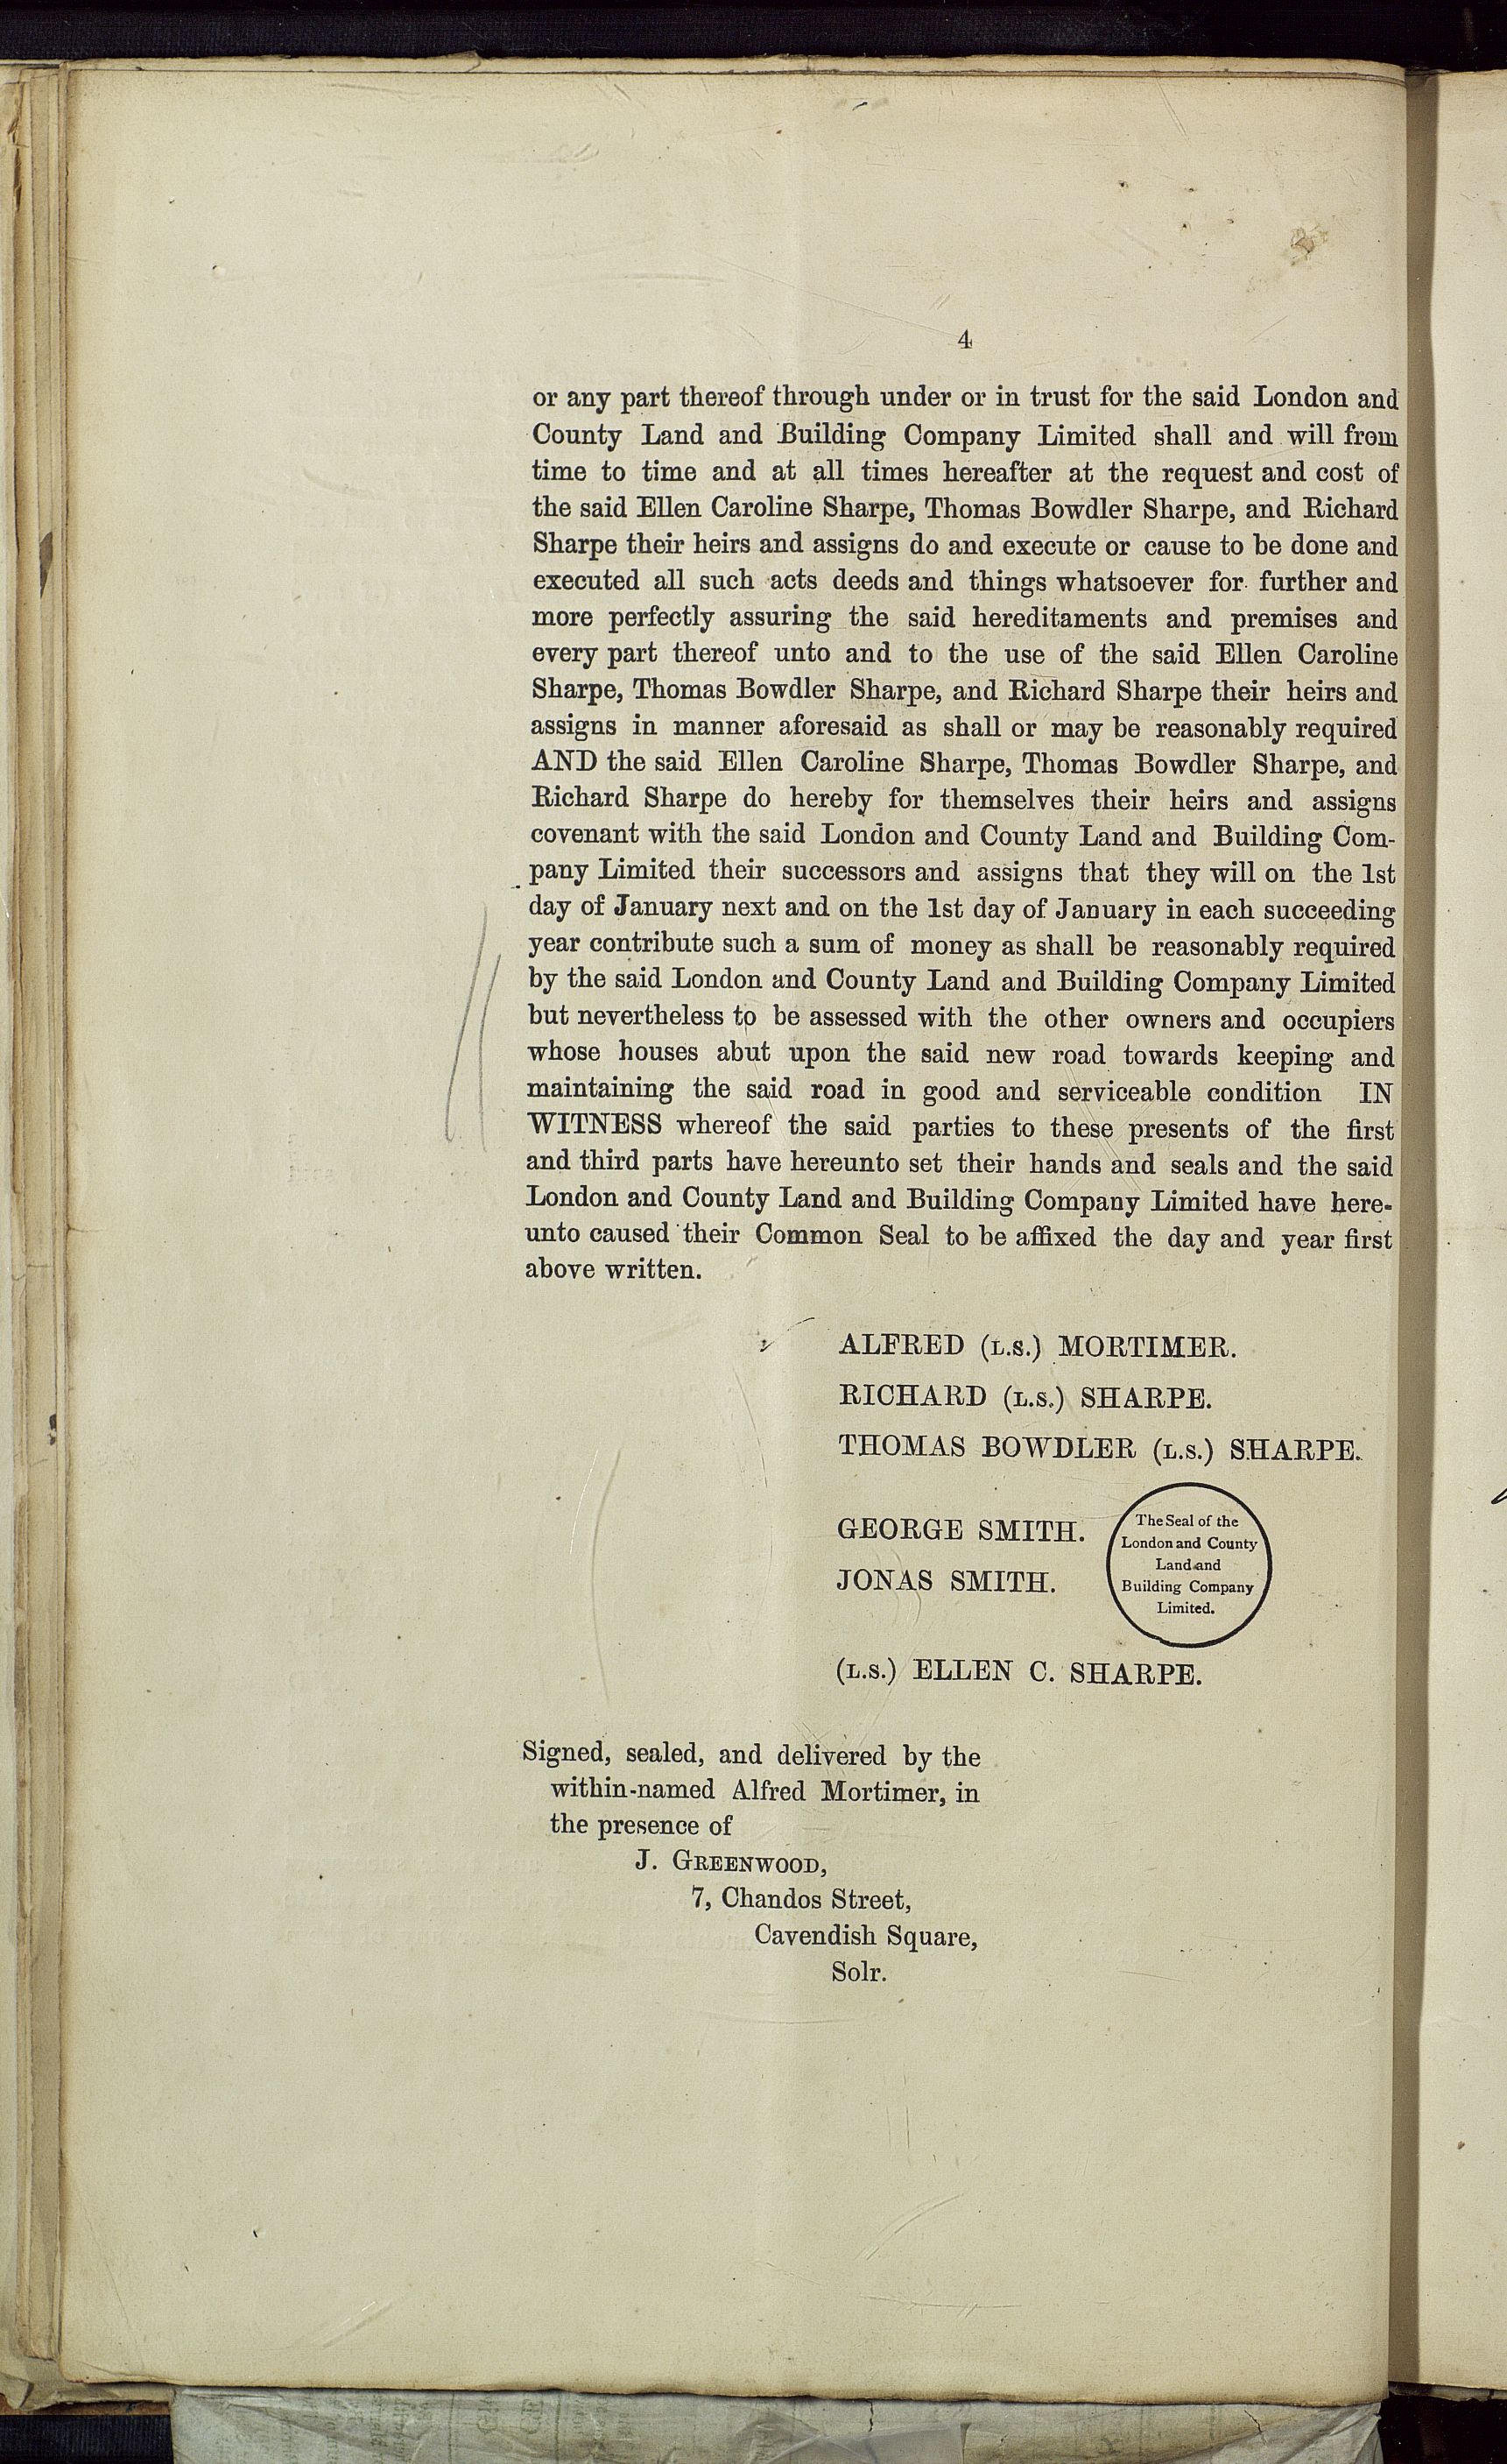 4
or any part thereof through under or in trust for the said London and
County Land and Building Company Limited shall and will from
time to time and at all times hereafter at the request and cost of
the said Ellen Caroline Sharpe, Thomas Bowdler Sharpe, and Richard
Sharpe their heirs and assigns do and execute or cause to be done and
executed all such acts deeds and things whatsoever for further and
more perfectly assuring the said hereditaments and premises and
every part thereof unto and to the use of the said Ellen Caroline
Sharpe, Thomas Bowdler Sharpe, and Richard Sharpe their heirs and
assigns in manner aforesaid as shall or may be reasonably required
AND the said Ellen Caroline Sharpe, Thomas Bowdler Sharpe, and
Richard Sharpe do hereby for themselves their heirs and assigns
covenant with the said London and County Land and Building Com-
pany Limited their successors and assigns that they will on the 1st
day of January next and on the 1st day of January in each succeeding
year contribute such a sum of money as shall be reasonably required
by the said London and County Land and Building Company Limited
but nevertheless to be assessed with the other owners and occupiers
whose houses abut upon the said new road towards keeping and
maintaining the said road in good and serviceable condition IN
WITNESS whereof the said parties to these presents of the first
and third parts have hereunto set their hands and seals and the said
London and County Land and Building Company Limited have here-
unto caused their Common Seal to be affixed the day and year first
above written.
ALFRED (L.S.) MORTIMER.
RICHARD (L.S.) SHARPE.
THOMAS BOWDLER (L.S.) SHARPE.
GEORGE SMITH.
JONAS SMITH.
The Seal of the
London and County
Land and
Building Company
Limited.
(L.S.) ELLEN C. SHARPE.
Signed, sealed, and delivered by the
within-named Alfred Mortimer, in
the presence of
J. GREENWOOD,
7, Chandos Street,
Cavendish Square,
Solr.